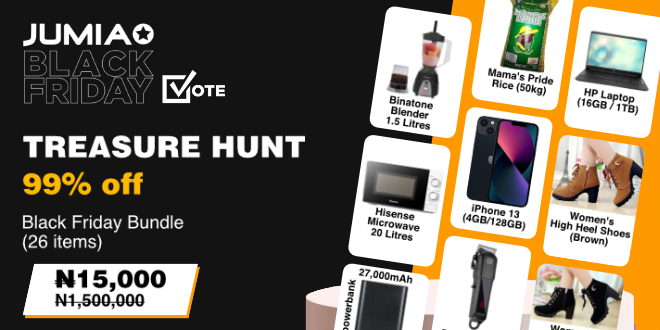 JUMIA
BLACK
FRIDAY
VOTE
TREASURE HUNT
99% off
Black Friday Bundle
(26 items)
₦15,000
₦1,500,000
Binatone
Blender
1.5 Litres
Mama's Pride
Rice (50kg)
HP Laptop
(16GB / 1TB)
Hisense
Microwave
20 Litres
iPhone 13
(4GB/128GB)
Women's
High Heel Shoes
(Brown)
27,000mAh
powerbank